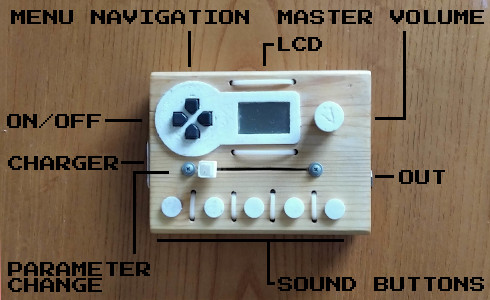 MENU NAVIGATION
MASTER VOLUME
LCD
ON/OFF
CHARGER
OUT
PARAMETER
CHANGE
SOUND BUTTONS